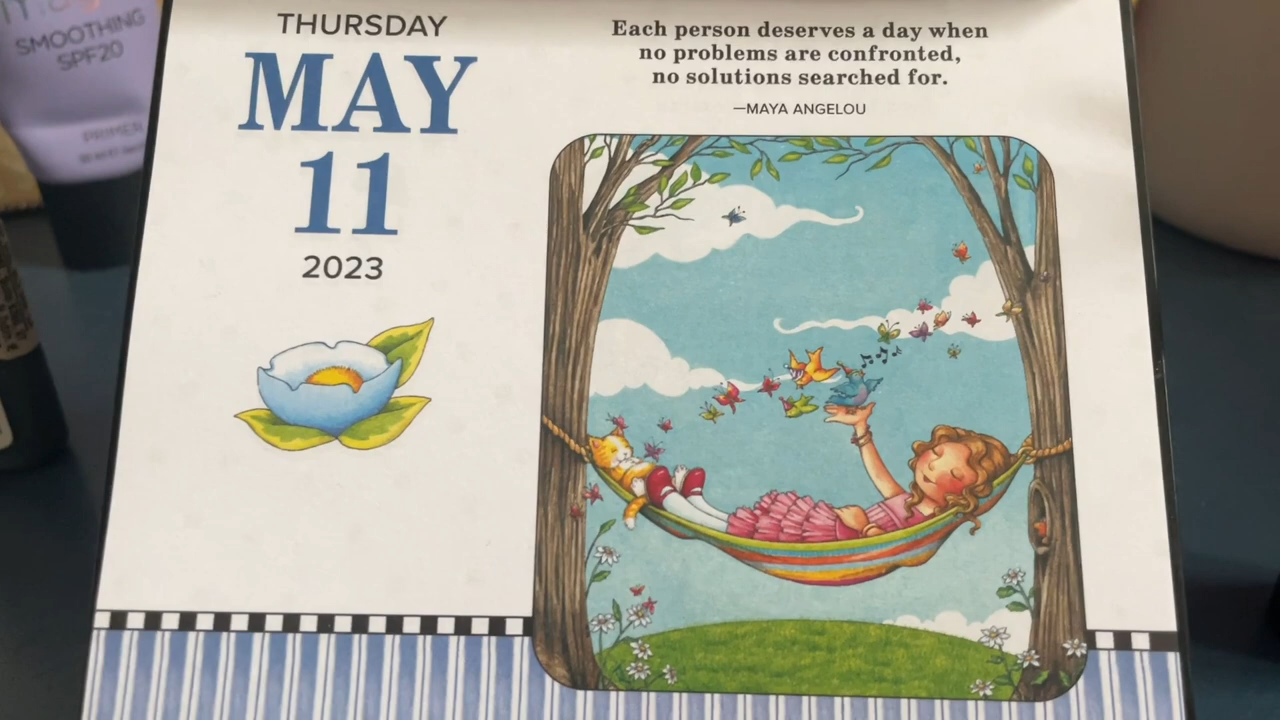 SMOOTHING
SPF20
PRIMER
THURSDAY
MAY
11
2023
Each person deserves a day when
no problems are confronted,
no solutions searched for.
—MAYA ANGELOU